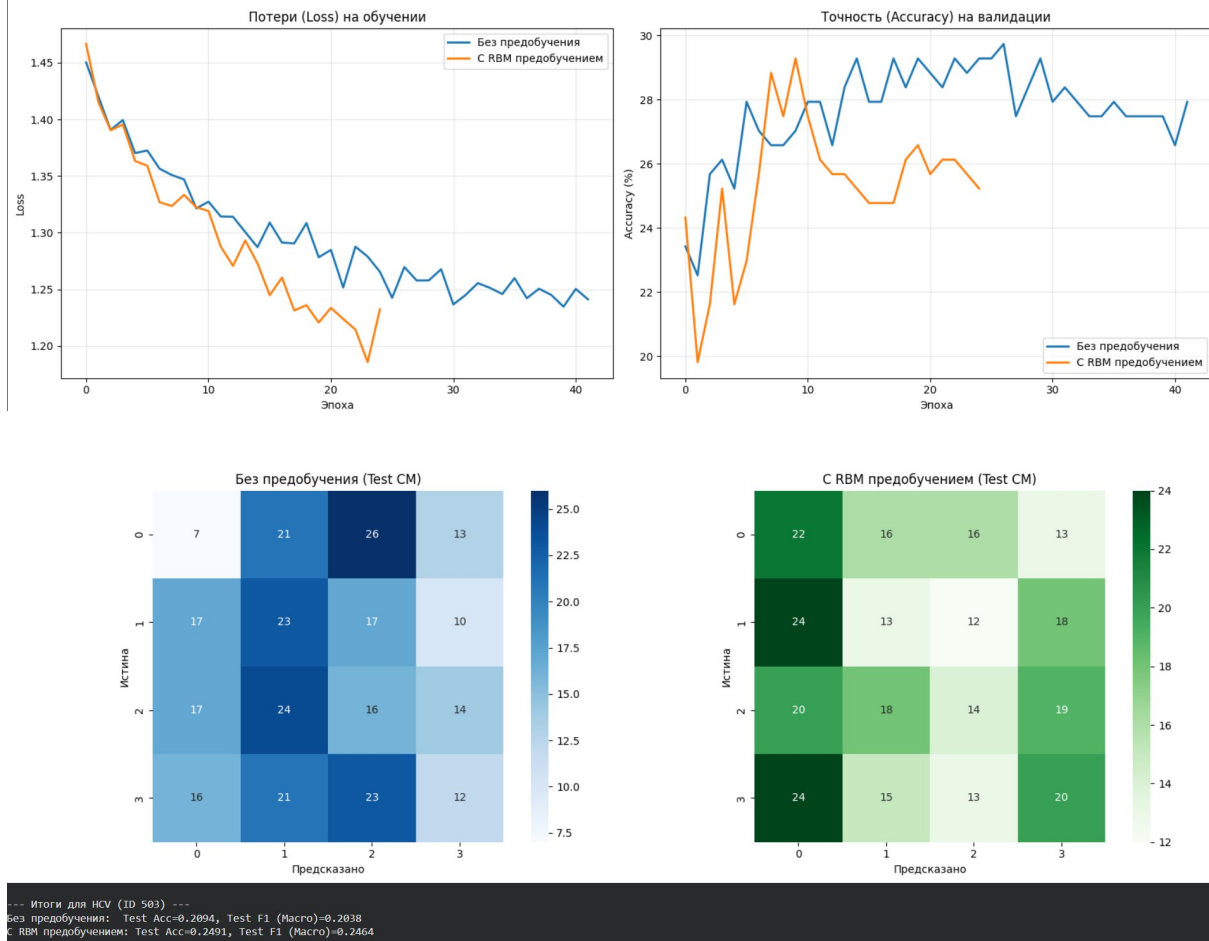 Потери (Loss) на обучении
Без предобучения
С RBM предобучением
1.45
1.40
1.35
1.30
1.25
1.20
Loss
0
10
20
30
40
Эпоха
Точность (Accuracy) на валидации
30
28
26
24
22
20
Accuracy (%)
Без предобучения
С RBM предобучением
0
10
20
30
40
Эпоха
Без предобучения (Test CM)
0 7 21 26 13
1 17 23 17 10
2 17 24 16 14
3 16 21 23 12
Истина
0 1 2 3
Предсказано
25.0
22.5
20.0
17.5
15.0
12.5
10.0
7.5
С RBM предобучением (Test CM)
0 22 16 16 13
1 24 13 12 18
2 20 18 14 19
3 24 15 13 20
Истина
0 1 2 3
Предсказано
24
22
20
18
16
14
12
--- Итоги для HCV (ID 503) ---
Без предобучения:  Test Acc=0.2094, Test F1 (Macro)=0.2038
С RBM предобучением: Test Acc=0.2491, Test F1 (Macro)=0.2464